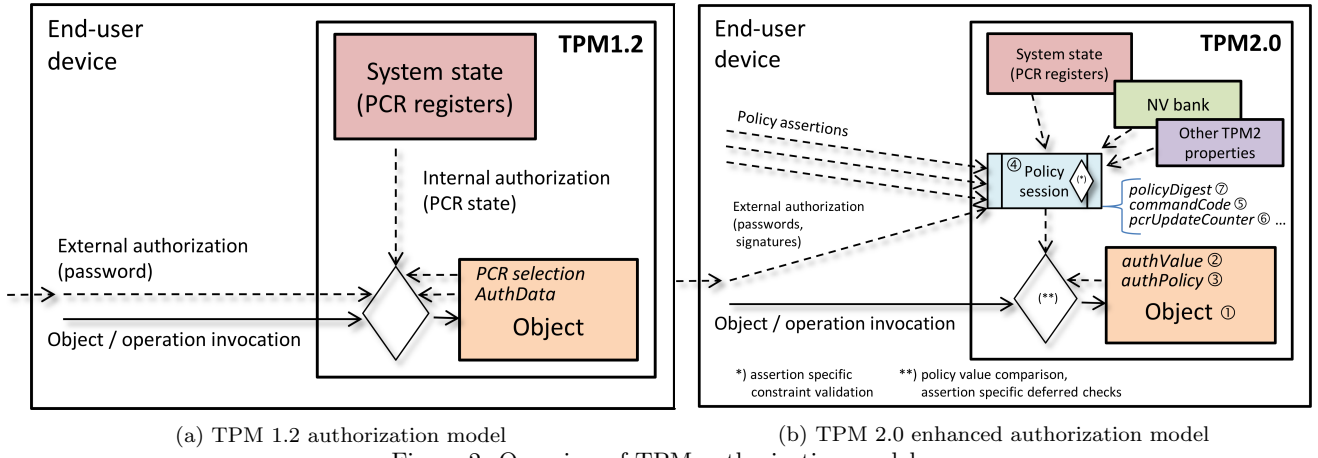 End-user
device
TPM1.2
System state
(PCR registers)
Internal authorization
(PCR state)
External authorization
(password)
PCR selection
AuthData
Object
Object / operation invocation
(a) TPM 1.2 authorization model
End-user
device
TPM2.0
System state
(PCR registers)
NV bank
Other TPM2
properties
Policy assertions
④ Policy
session
(*)
policyDigest ⑦
commandCode ⑤
pcrUpdateCounter ⑥ ...
External authorization
(passwords,
signatures)
authValue ②
authPolicy ③
Object ①
(**)
Object / operation invocation
*) assertion specific
constraint validation
**) policy value comparison,
assertion specific deferred checks
(b) TPM 2.0 enhanced authorization model